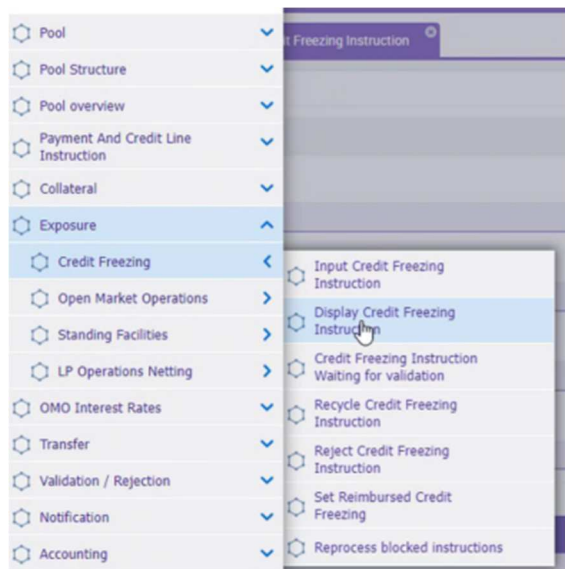 Pool
Pool Structure
Pool overview
Payment And Credit Line
Instruction
Collateral
Exposure
Credit Freezing
Open Market Operations
Standing Facilities
LP Operations Netting
OMO Interest Rates
Transfer
Validation / Rejection
Notification
Accounting
it Freezing Instruction
Input Credit Freezing
Instruction
Display Credit Freezing
Instruction
Credit Freezing Instruction
Waiting for validation
Recycle Credit Freezing
Instruction
Reject Credit Freezing
Instruction
Set Reimbursed Credit
Freezing
Reprocess blocked instructions